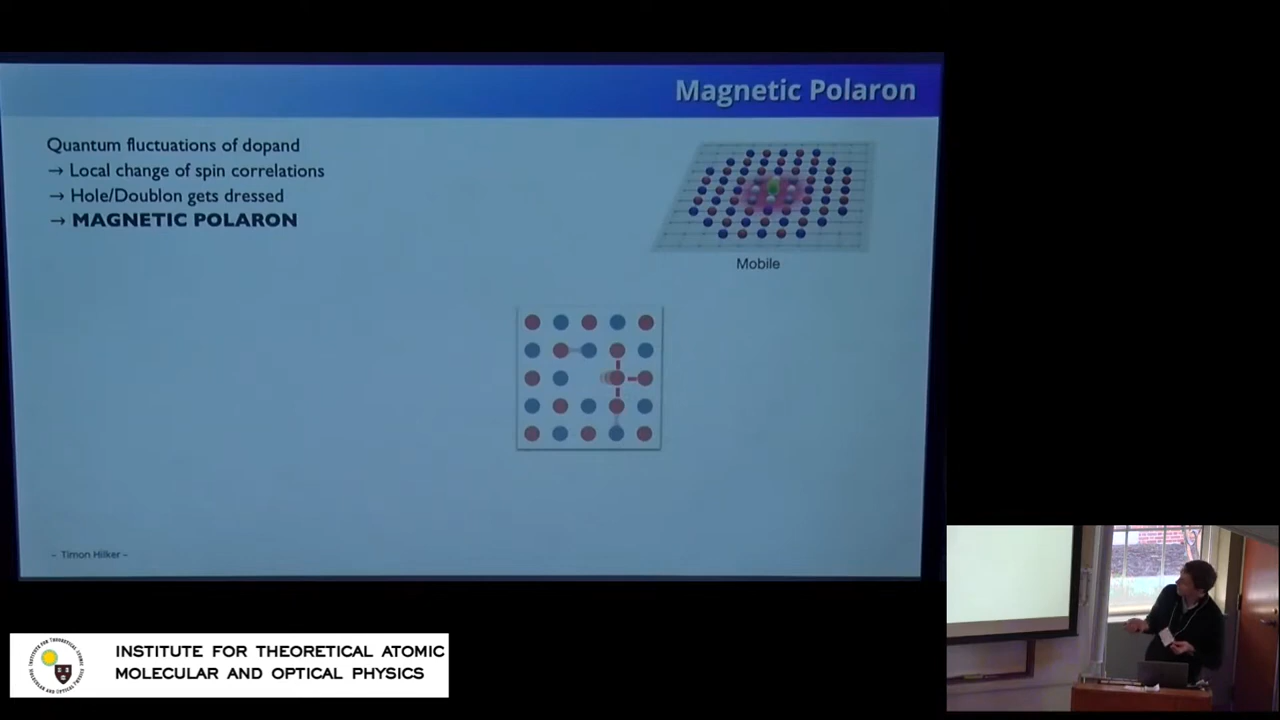 Magnetic Polaron
Quantum fluctuations of dopand
→ Local change of spin correlations
→ Hole/Doublon gets dressed
→ MAGNETIC POLARON
Mobile
– Timon Hilker –
INSTITUTE FOR THEORETICAL ATOMIC
MOLECULAR AND OPTICAL PHYSICS